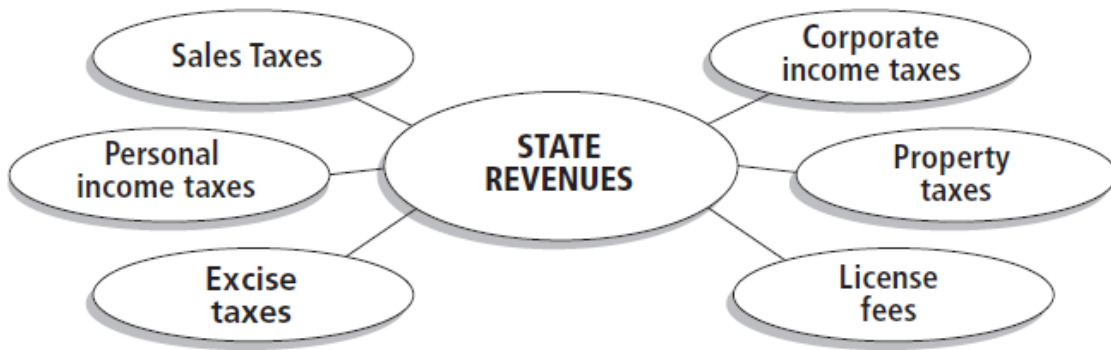 Sales Taxes
Corporate
income taxes
Personal
income taxes
STATE
REVENUES
Property
taxes
Excise
taxes
License
fees